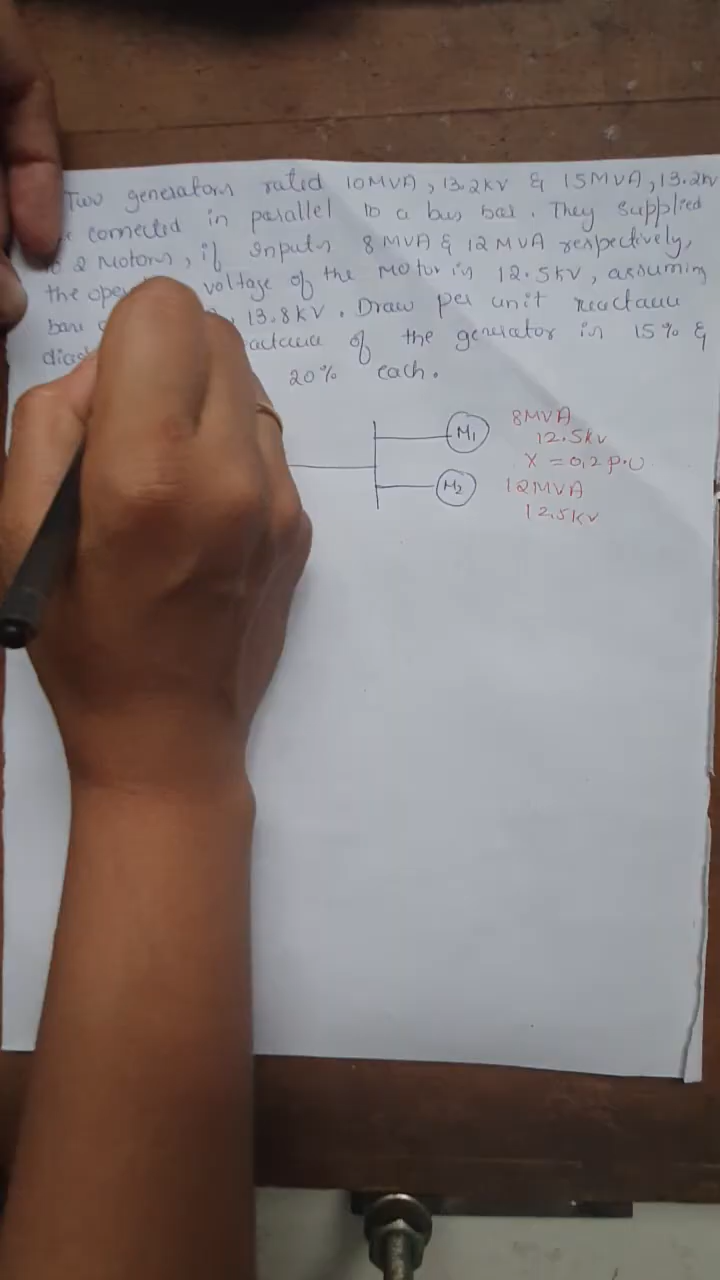 Two generators rated 10MVA, 13.2kV & 15MVA, 13.2kV
connected in parallel to a bus bar. They supplied
to 2 Motors, if Inputs 8 MVA & 12 MVA respectively,
the voltage of the Motor is 12.5kV, assuming
base , 13.8kV. Draw per unit reactance
of the generator is 15% &
20% each.
M1 8MVA
12.5kV
X = 0.2 P.U
M2 12MVA
12.5kV